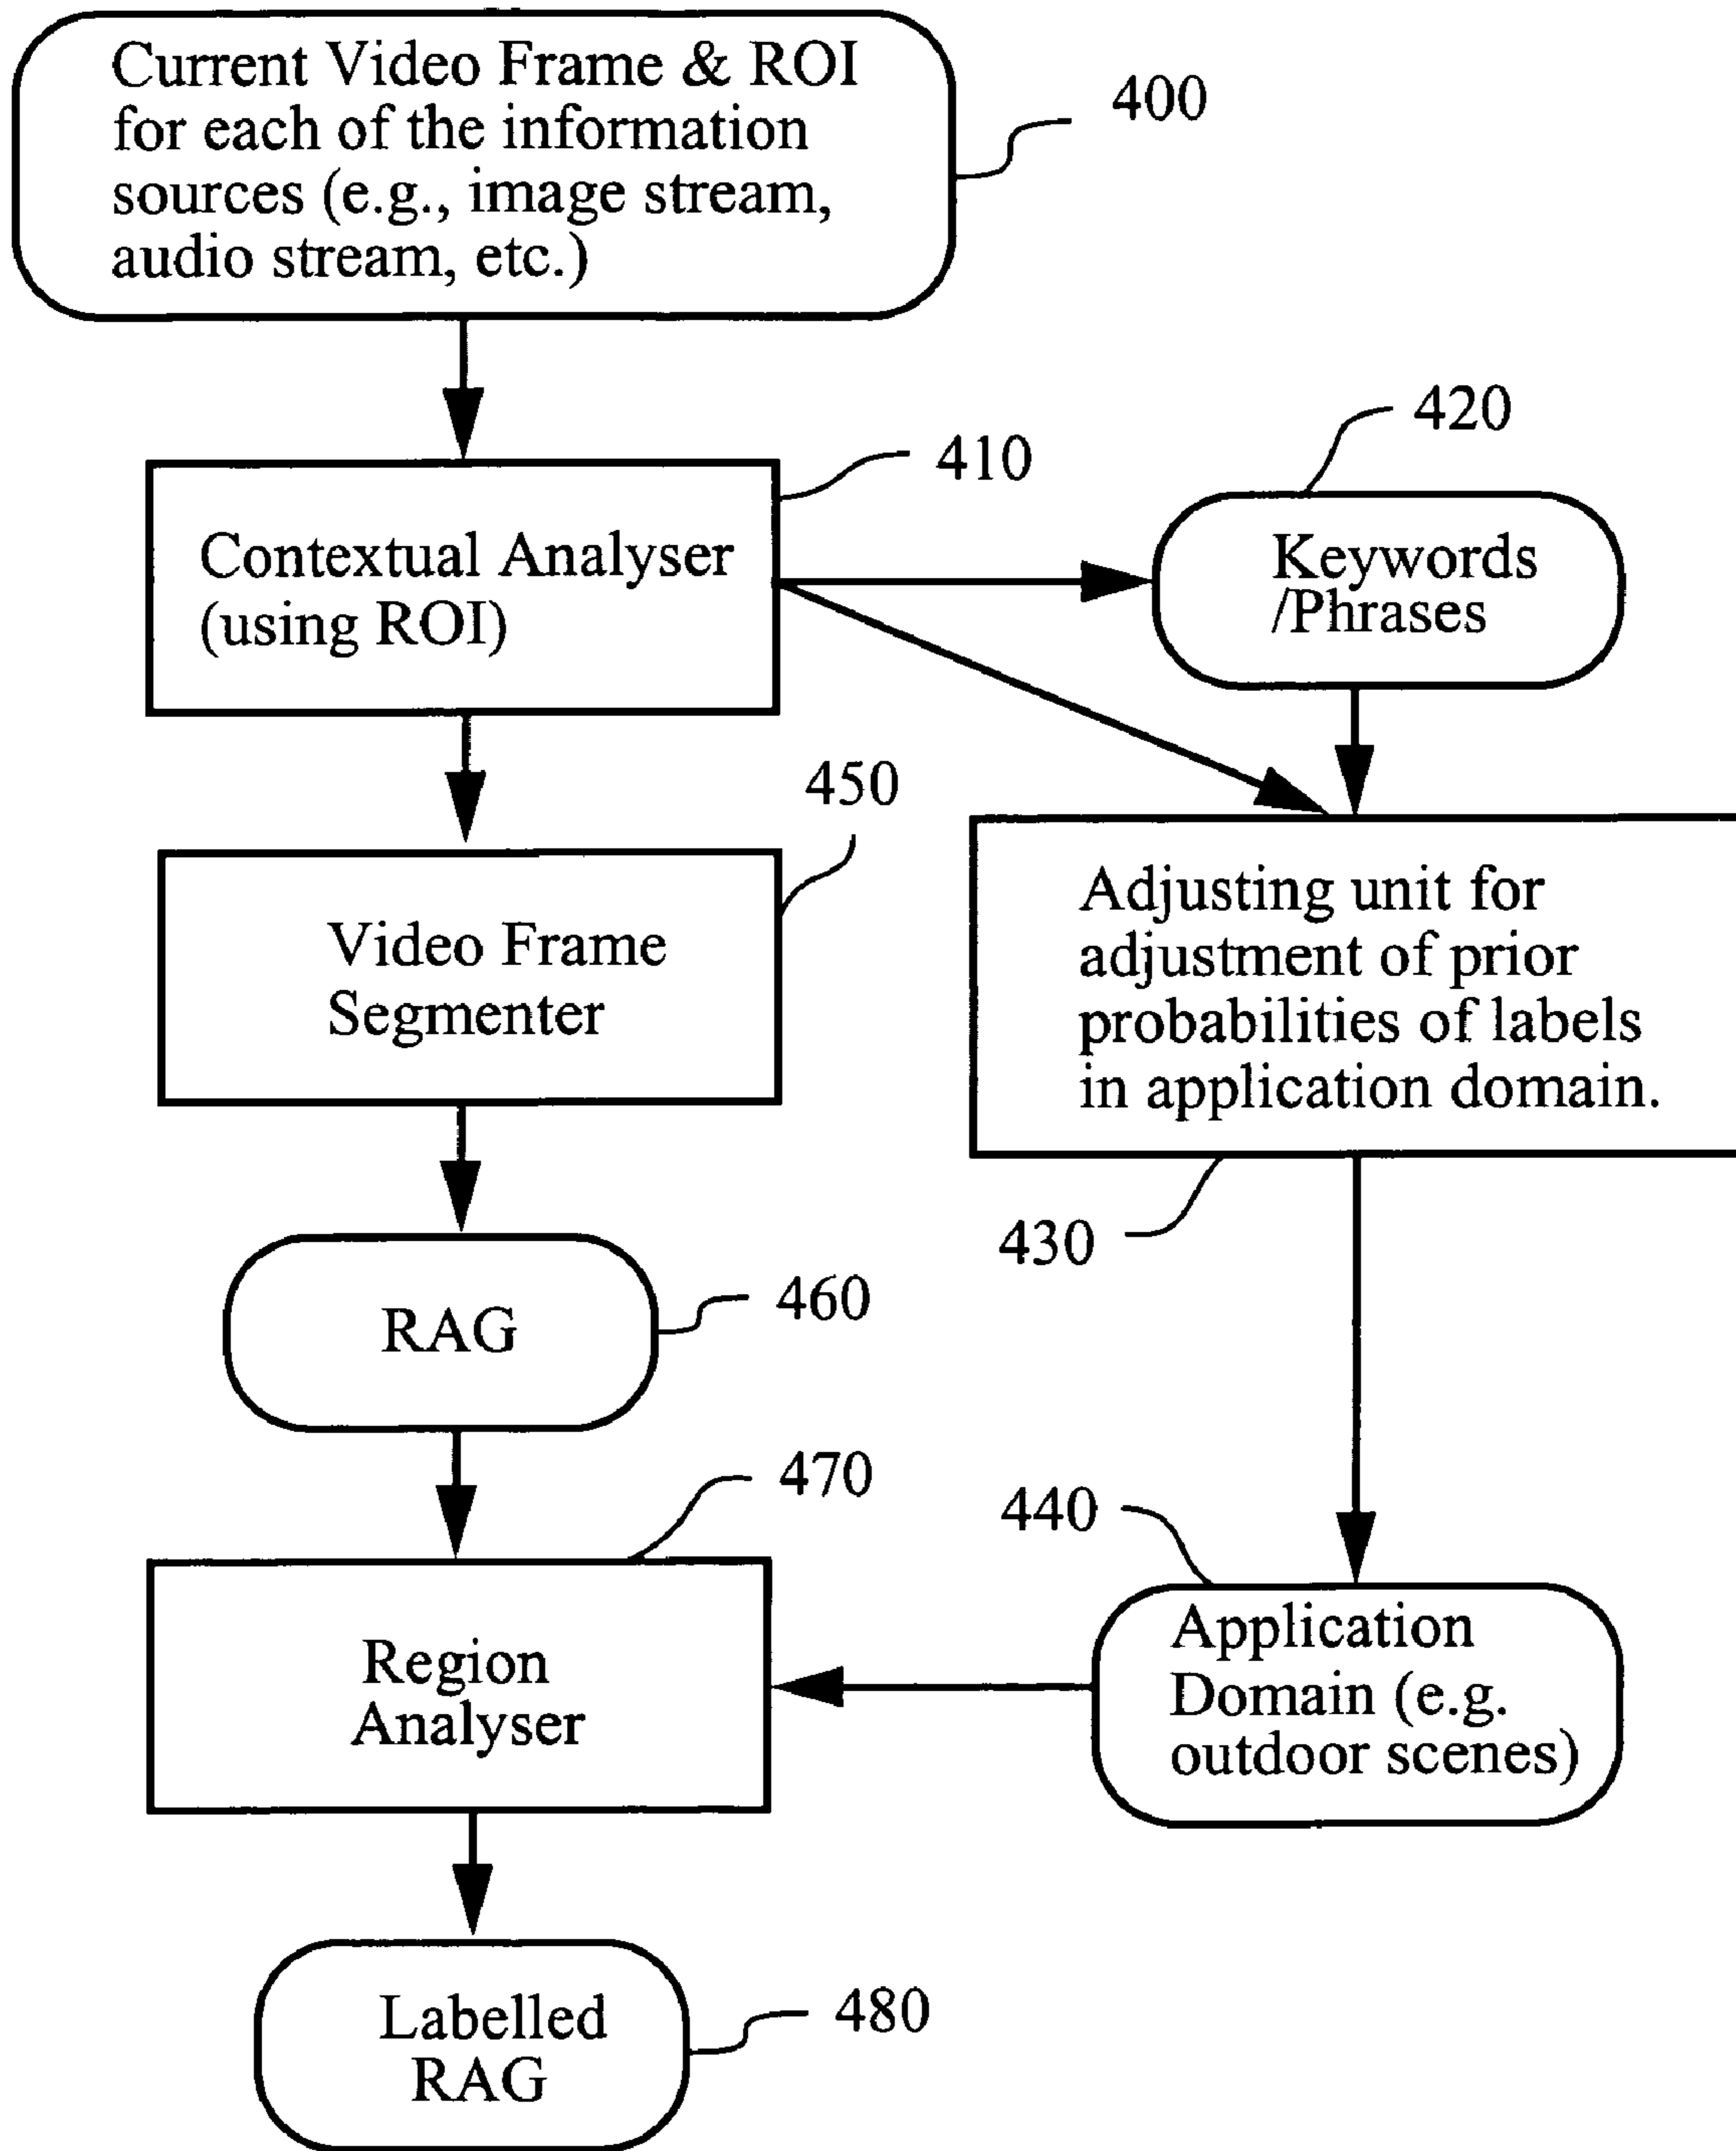 Current Video Frame & ROI
for each of the information
sources (e.g., image stream,
audio stream, etc.)
400
410
420
Contextual Analyser
(using ROI)
Keywords
/Phrases
450
Video Frame
Segmenter
Adjusting unit for
adjustment of prior
probabilities of labels
in application domain.
430
RAG
460
470
440
Region
Analyser
Application
Domain (e.g.
outdoor scenes)
Labelled
RAG
480